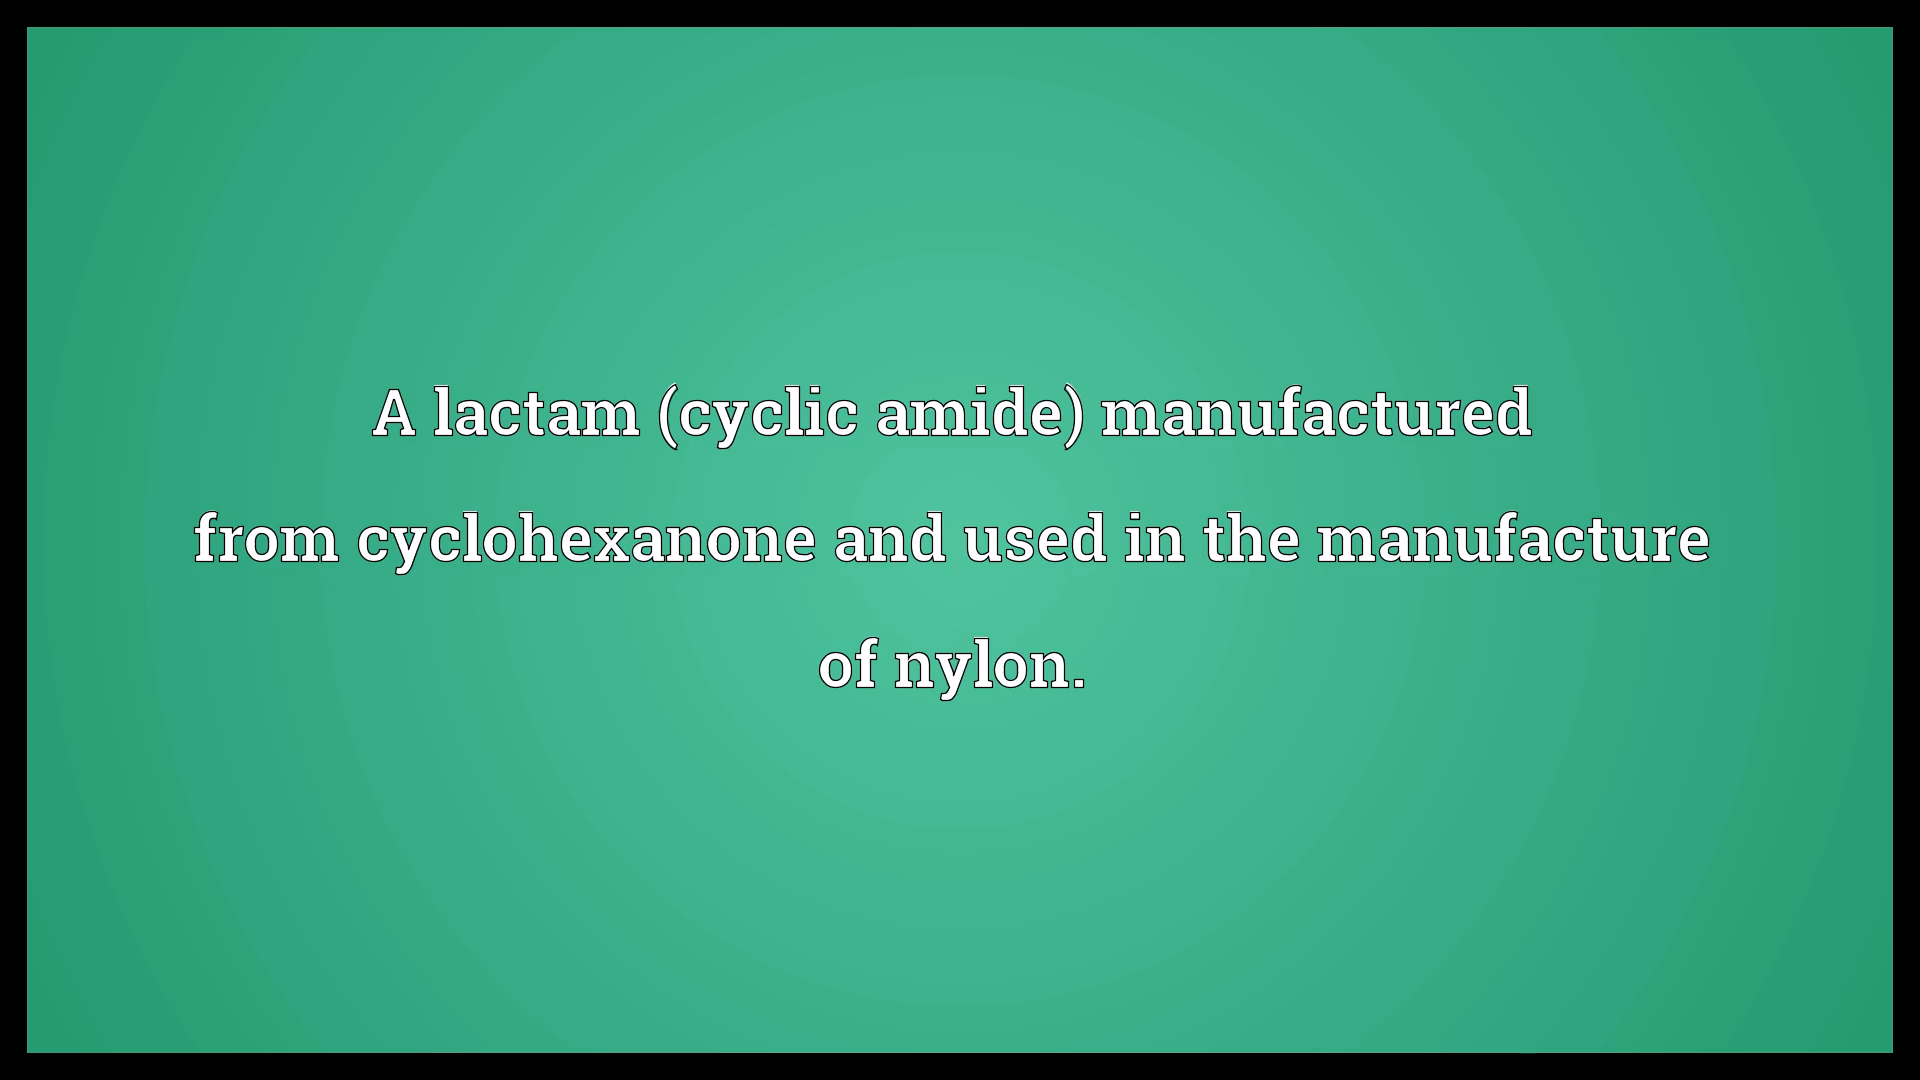 A lactam (cyclic amide) manufactured
from cyclohexanone and used in the manufacture
of nylon.